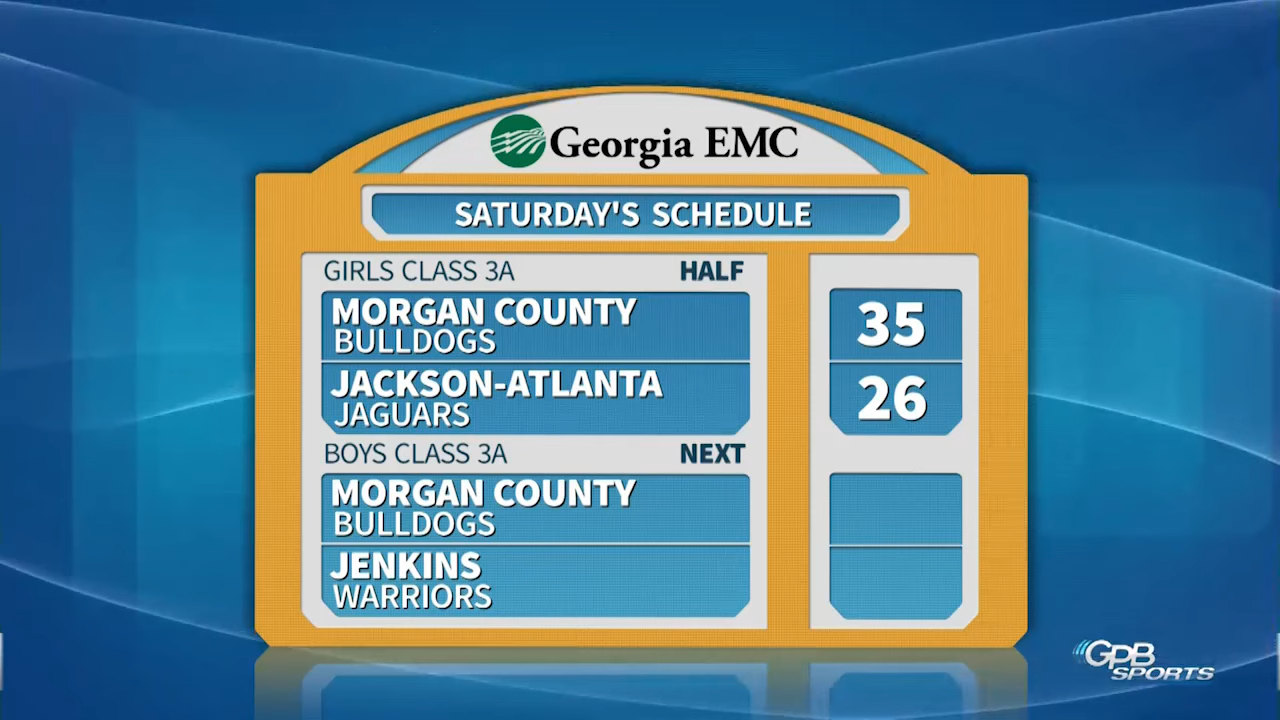 Georgia EMC
SATURDAY'S SCHEDULE
GIRLS CLASS 3A HALF
MORGAN COUNTY
BULLDOGS
35
JACKSON-ATLANTA
JAGUARS
26
BOYS CLASS 3A NEXT
MORGAN COUNTY
BULLDOGS
JENKINS
WARRIORS
GPB
SPORTS